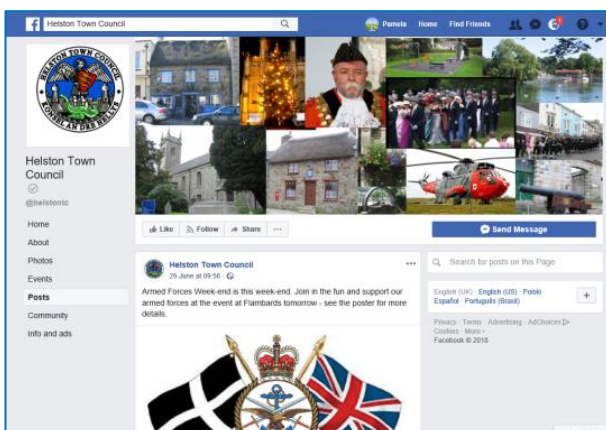 Helston Town Council
Pamela Home Find Friends
HELSTON TOWN COUNCIL
KONSEL AN DRE HELLYS
Helston Town
Council
@helstontc
Home
About
Photos
Events
Posts
Community
Info and ads
Like Follow Share
Send Message
Helston Town Council
29 June at 09:56
Armed Forces Week-end is this week-end. Join in the fun and support our
armed forces at the event at Flambards tomorrow - see the poster for more
details.
Search for posts on this Page
English (UK) · English (US) · Polski
Español · Português (Brasil)
Privacy · Terms · Advertising · AdChoices
Cookies · More
Facebook © 2018